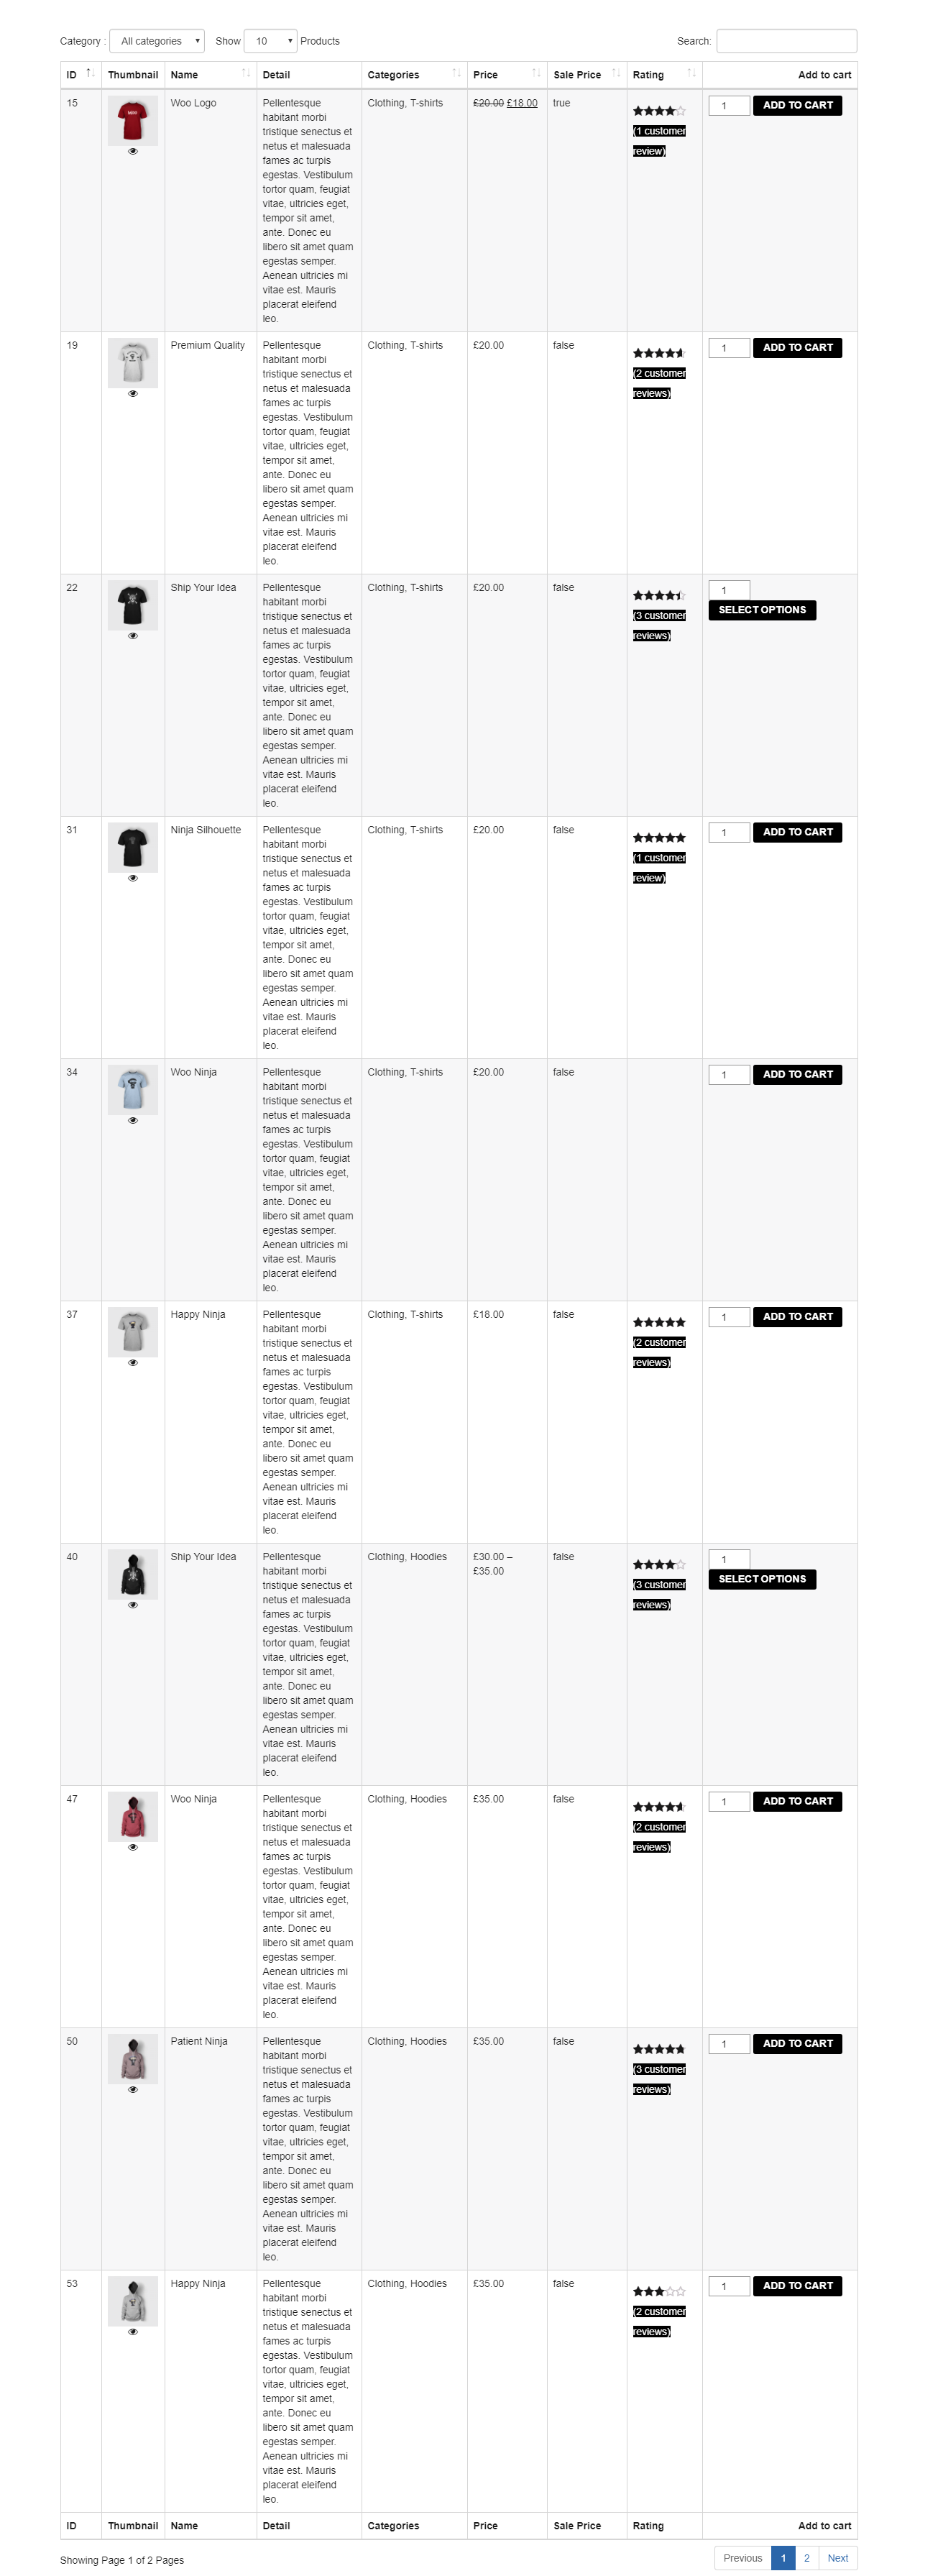 Category : All categories Show 10 Products Search:
ID Thumbnail Name Detail Categories Price Sale Price Rating Add to cart
15 Woo Logo Pellentesque Clothing, T-shirts £20.00 £18.00 true 1 ADD TO CART
habitant morbi
tristique senectus et (1 customer
netus et malesuada review)
fames ac turpis
egestas. Vestibulum
tortor quam, feugiat
vitae, ultricies eget,
tempor sit amet,
ante. Donec eu
libero sit amet quam
egestas semper.
Aenean ultricies mi
vitae est. Mauris
placerat eleifend
leo.
19 Premium Quality Pellentesque Clothing, T-shirts £20.00 false 1 ADD TO CART
habitant morbi
tristique senectus et (2 customer
netus et malesuada reviews)
fames ac turpis
egestas. Vestibulum
tortor quam, feugiat
vitae, ultricies eget,
tempor sit amet,
ante. Donec eu
libero sit amet quam
egestas semper.
Aenean ultricies mi
vitae est. Mauris
placerat eleifend
leo.
22 Ship Your Idea Pellentesque Clothing, T-shirts £20.00 false 1
habitant morbi SELECT OPTIONS
tristique senectus et (3 customer
netus et malesuada reviews)
fames ac turpis
egestas. Vestibulum
tortor quam, feugiat
vitae, ultricies eget,
tempor sit amet,
ante. Donec eu
libero sit amet quam
egestas semper.
Aenean ultricies mi
vitae est. Mauris
placerat eleifend
leo.
31 Ninja Silhouette Pellentesque Clothing, T-shirts £20.00 false 1 ADD TO CART
habitant morbi
tristique senectus et (1 customer
netus et malesuada review)
fames ac turpis
egestas. Vestibulum
tortor quam, feugiat
vitae, ultricies eget,
tempor sit amet,
ante. Donec eu
libero sit amet quam
egestas semper.
Aenean ultricies mi
vitae est. Mauris
placerat eleifend
leo.
34 Woo Ninja Pellentesque Clothing, T-shirts £20.00 false 1 ADD TO CART
habitant morbi
tristique senectus et
netus et malesuada
fames ac turpis
egestas. Vestibulum
tortor quam, feugiat
vitae, ultricies eget,
tempor sit amet,
ante. Donec eu
libero sit amet quam
egestas semper.
Aenean ultricies mi
vitae est. Mauris
placerat eleifend
leo.
37 Happy Ninja Pellentesque Clothing, T-shirts £18.00 false 1 ADD TO CART
habitant morbi
tristique senectus et (2 customer
netus et malesuada reviews)
fames ac turpis
egestas. Vestibulum
tortor quam, feugiat
vitae, ultricies eget,
tempor sit amet,
ante. Donec eu
libero sit amet quam
egestas semper.
Aenean ultricies mi
vitae est. Mauris
placerat eleifend
leo.
40 Ship Your Idea Pellentesque Clothing, Hoodies £30.00 – false 1
habitant morbi £35.00 SELECT OPTIONS
tristique senectus et (3 customer
netus et malesuada reviews)
fames ac turpis
egestas. Vestibulum
tortor quam, feugiat
vitae, ultricies eget,
tempor sit amet,
ante. Donec eu
libero sit amet quam
egestas semper.
Aenean ultricies mi
vitae est. Mauris
placerat eleifend
leo.
47 Woo Ninja Pellentesque Clothing, Hoodies £35.00 false 1 ADD TO CART
habitant morbi
tristique senectus et (2 customer
netus et malesuada reviews)
fames ac turpis
egestas. Vestibulum
tortor quam, feugiat
vitae, ultricies eget,
tempor sit amet,
ante. Donec eu
libero sit amet quam
egestas semper.
Aenean ultricies mi
vitae est. Mauris
placerat eleifend
leo.
50 Patient Ninja Pellentesque Clothing, Hoodies £35.00 false 1 ADD TO CART
habitant morbi
tristique senectus et (3 customer
netus et malesuada reviews)
fames ac turpis
egestas. Vestibulum
tortor quam, feugiat
vitae, ultricies eget,
tempor sit amet,
ante. Donec eu
libero sit amet quam
egestas semper.
Aenean ultricies mi
vitae est. Mauris
placerat eleifend
leo.
53 Happy Ninja Pellentesque Clothing, Hoodies £35.00 false 1 ADD TO CART
habitant morbi
tristique senectus et (2 customer
netus et malesuada reviews)
fames ac turpis
egestas. Vestibulum
tortor quam, feugiat
vitae, ultricies eget,
tempor sit amet,
ante. Donec eu
libero sit amet quam
egestas semper.
Aenean ultricies mi
vitae est. Mauris
placerat eleifend
leo.
ID Thumbnail Name Detail Categories Price Sale Price Rating Add to cart
Showing Page 1 of 2 Pages Previous 1 2 Next